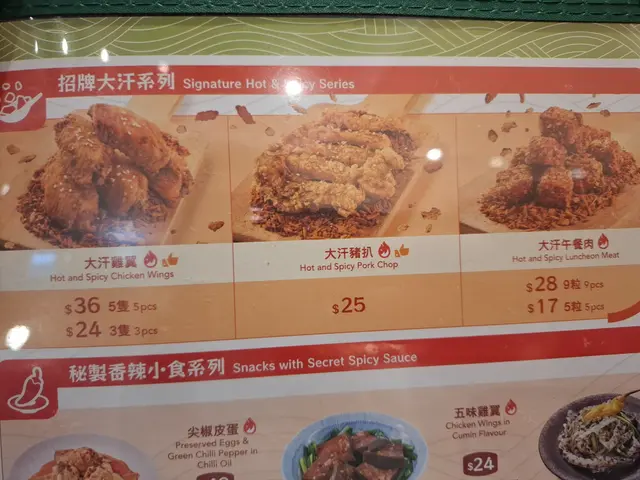 招牌大汗系列 Signature Hot & Spicy Series
大汗雞翼
Hot and Spicy Chicken Wings
$36 5隻 5pcs
$24 3隻 3pcs
大汗豬扒
Hot and Spicy Pork Chop
$25
大汗午餐肉
Hot and Spicy Luncheon Meat
$28 9粒 9pcs
$17 5粒 5pcs
秘製香辣小食系列 Snacks with Secret Spicy Sauce
尖椒皮蛋
Preserved Eggs &
Green Chilli Pepper in
Chilli Oil
五味雞翼
Chicken Wings in
Cumin Flavour
$24